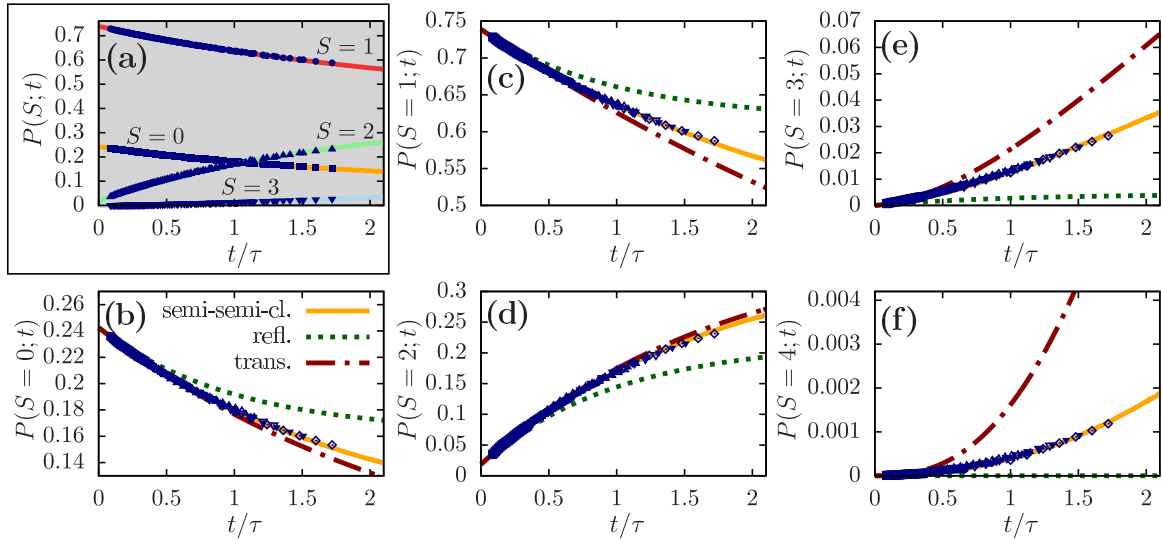 (a)
P(S; t)
0.7
0.6
0.5
0.4
0.3
0.2
0.1
0
S = 1
S = 0
S = 2
S = 3
0 0.5 1 1.5 2
t/τ
(b)
P(S = 0; t)
0.26
0.24
0.22
0.2
0.18
0.16
0.14
semi-semi-cl.
refl.
trans.
0 0.5 1 1.5 2
t/τ
(c)
P(S = 1; t)
0.75
0.7
0.65
0.6
0.55
0.5
0 0.5 1 1.5 2
t/τ
(d)
P(S = 2; t)
0.3
0.25
0.2
0.15
0.1
0.05
0
0 0.5 1 1.5 2
t/τ
(e)
P(S = 3; t)
0.07
0.06
0.05
0.04
0.03
0.02
0.01
0
0 0.5 1 1.5 2
t/τ
(f)
P(S = 4; t)
0.004
0.003
0.002
0.001
0
0 0.5 1 1.5 2
t/τ